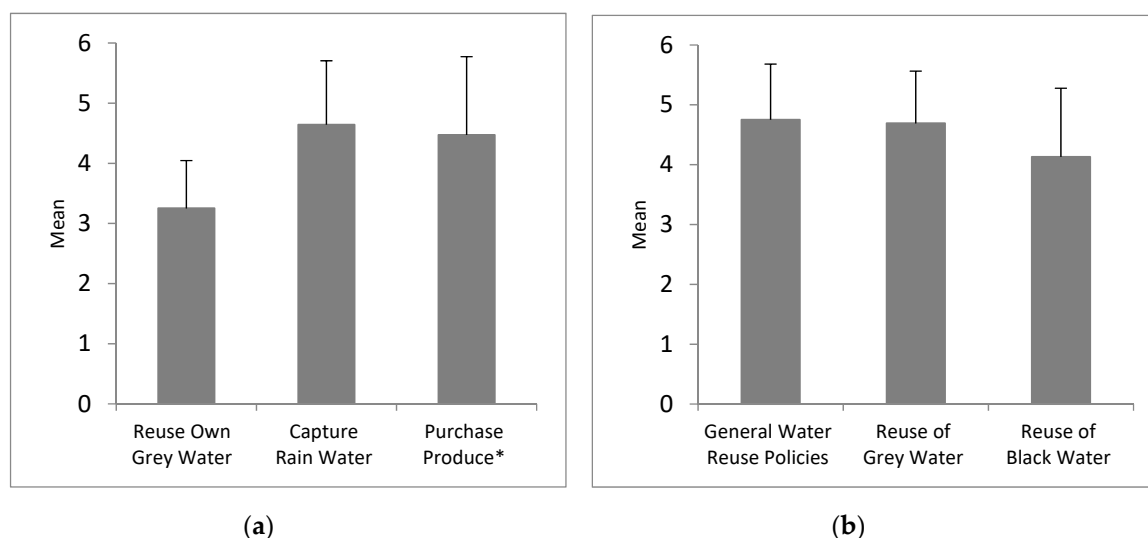 6
5
4
3
2
1
0
Mean
Reuse Own
Grey Water
Capture
Rain Water
Purchase
Produce*
(a)
6
5
4
3
2
1
0
Mean
General Water
Reuse Policies
Reuse of
Grey Water
Reuse of
Black Water
(b)